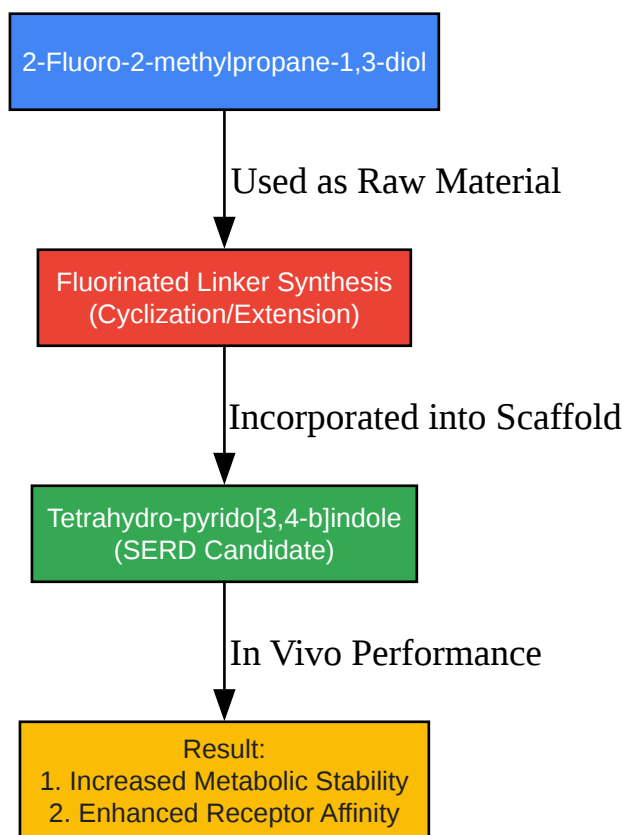 2-Fluoro-2-methylpropane-1,3-diol
Used as Raw Material
Fluorinated Linker Synthesis
(Cyclization/Extension)
Incorporated into Scaffold
Tetrahydro-pyrido[3,4-b]indole
(SERD Candidate)
In Vivo Performance
Result:
1. Increased Metabolic Stability
2. Enhanced Receptor Affinity